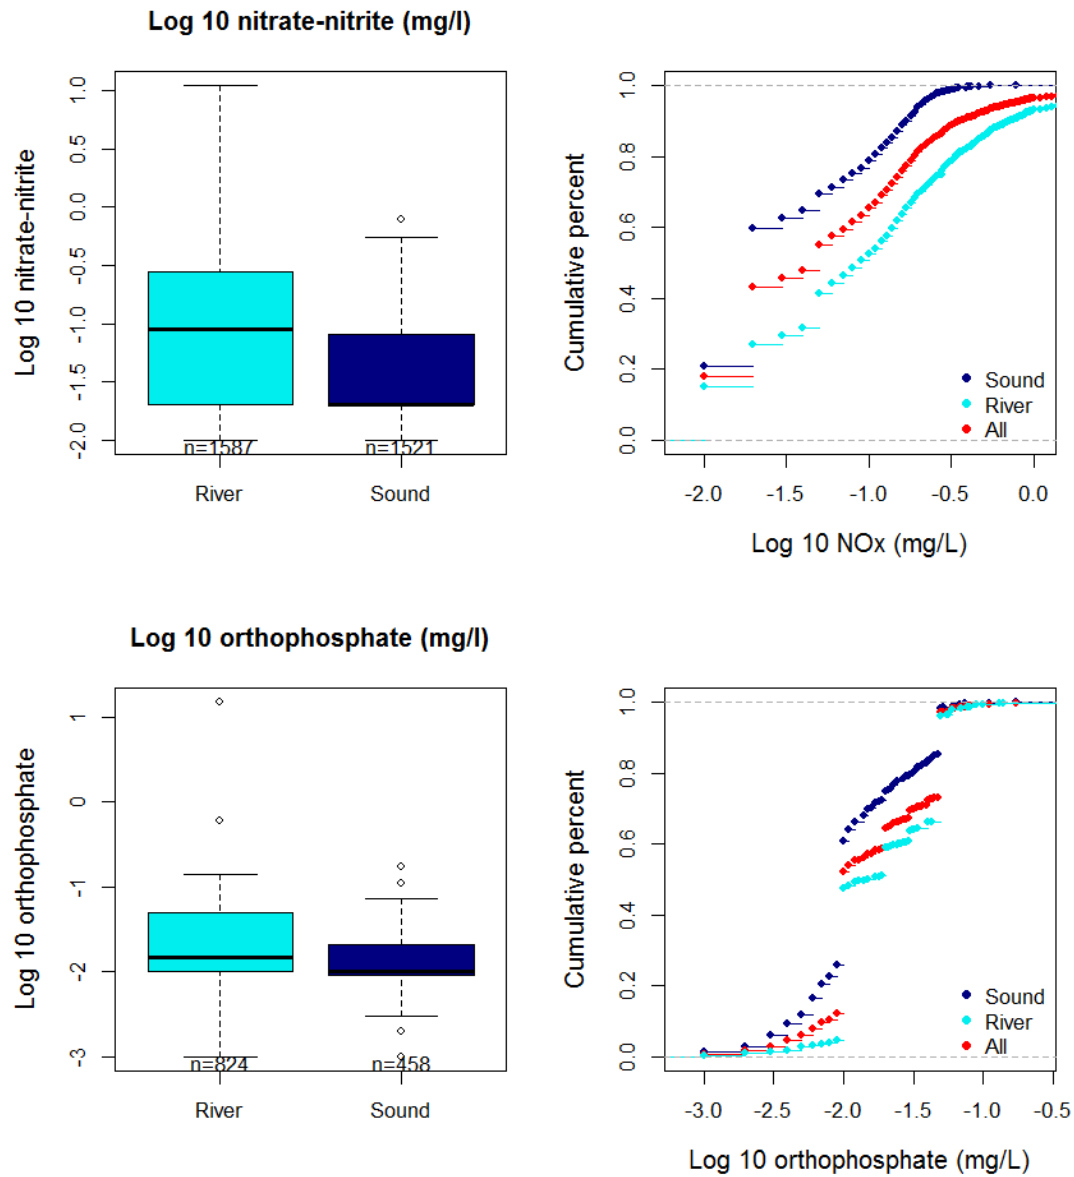 Log 10 nitrate-nitrite (mg/l)
Log 10 nitrate-nitrite
1.0
0.5
0.0
-0.5
-1.0
-1.5
-2.0
n=1587
n=1521
River
Sound
Cumulative percent
1.0
0.8
0.6
0.4
0.2
0.0
Sound
River
All
-2.0 -1.5 -1.0 -0.5 0.0
Log 10 NOx (mg/L)
Log 10 orthophosphate (mg/l)
Log 10 orthophosphate
1
0
-1
-2
-3
n=824
n=458
River
Sound
Cumulative percent
1.0
0.8
0.6
0.4
0.2
0.0
Sound
River
All
-3.0 -2.5 -2.0 -1.5 -1.0 -0.5
Log 10 orthophosphate (mg/L)